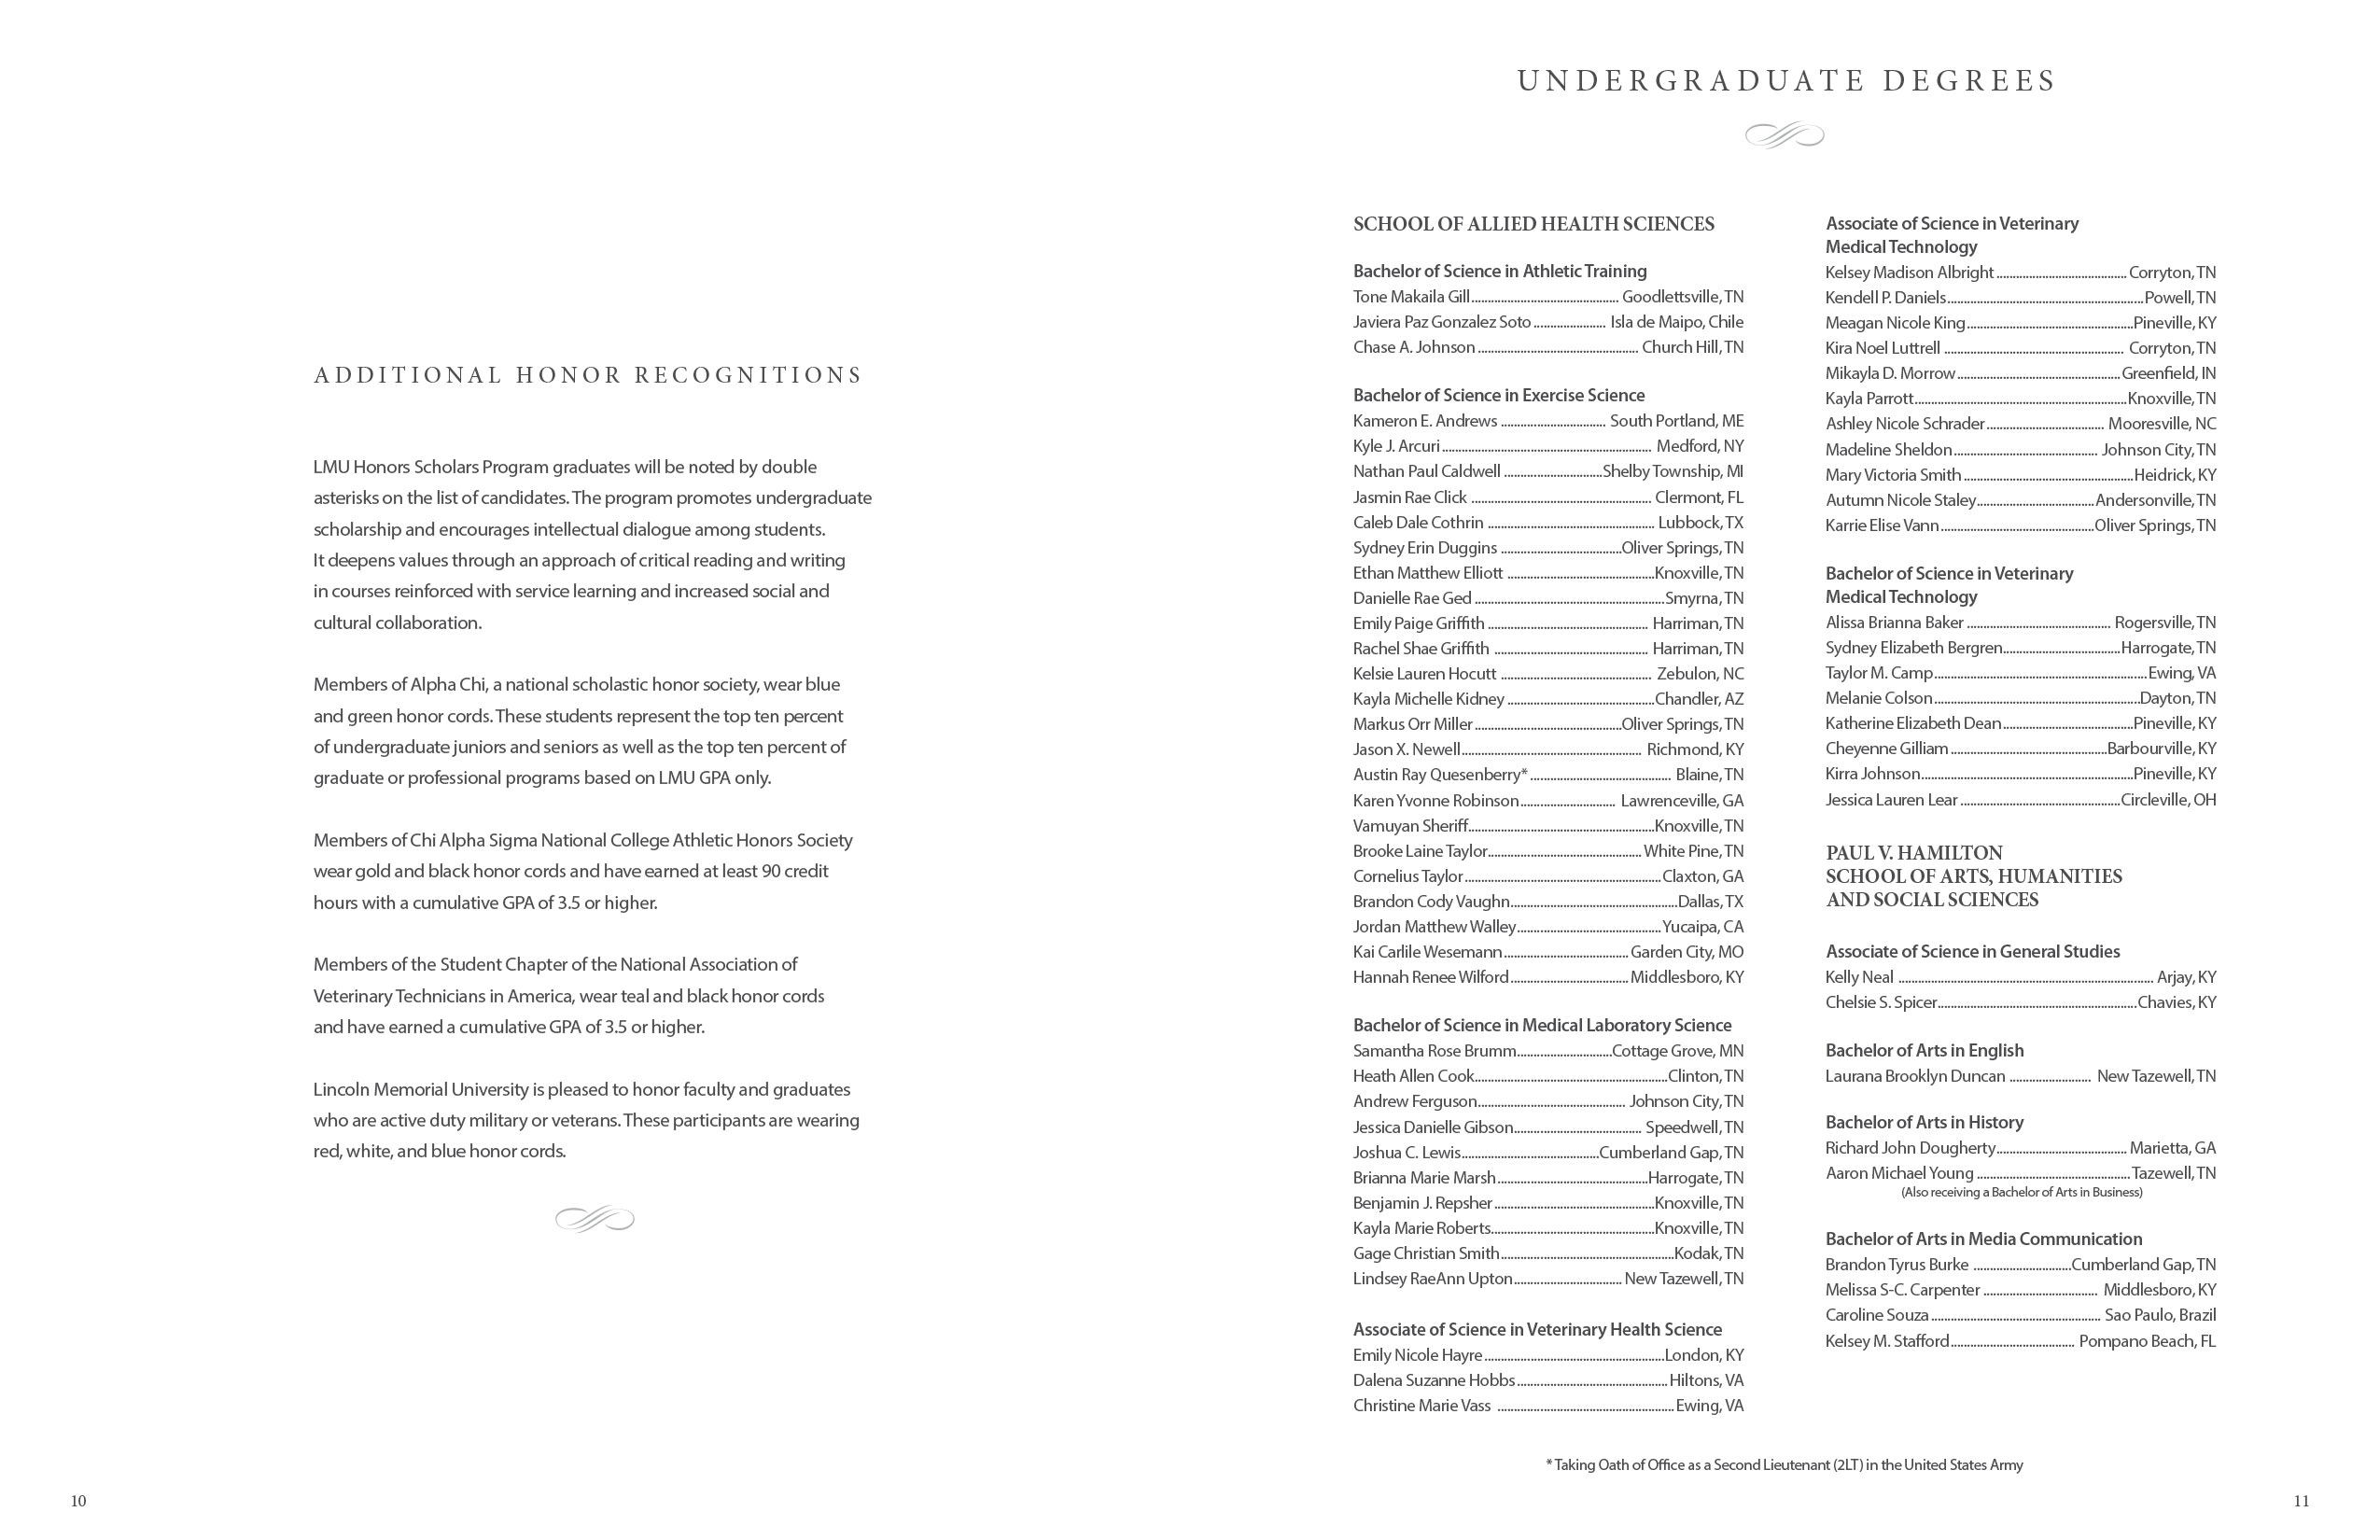 ADDITIONAL HONOR RECOGNITIONS
LMU Honors Scholars Program graduates will be noted by double
asterisks on the list of candidates. The program promotes undergraduate
scholarship and encourages intellectual dialogue among students.
It deepens values through an approach of critical reading and writing
in courses reinforced with service learning and increased social and
cultural collaboration.
Members of Alpha Chi, a national scholastic honor society, wear blue
and green honor cords. These students represent the top ten percent
of undergraduate juniors and seniors as well as the top ten percent of
graduate or professional programs based on LMU GPA only.
Members of Chi Alpha Sigma National College Athletic Honors Society
wear gold and black honor cords and have earned at least 90 credit
hours with a cumulative GPA of 3.5 or higher.
Members of the Student Chapter of the National Association of
Veterinary Technicians in America, wear teal and black honor cords
and have earned a cumulative GPA of 3.5 or higher.
Lincoln Memorial University is pleased to honor faculty and graduates
who are active duty military or veterans. These participants are wearing
red, white, and blue honor cords.
10
UNDERGRADUATE DEGREES
SCHOOL OF ALLIED HEALTH SCIENCES
Bachelor of Science in Athletic Training
Tone Makaila Gill ........ Goodlettsville, TN
Javiera Paz Gonzalez Soto ........ Isla de Maipo, Chile
Chase A. Johnson ........ Church Hill, TN
Bachelor of Science in Exercise Science
Kameron E. Andrews ........ South Portland, ME
Kyle J. Arcuri ........ Medford, NY
Nathan Paul Caldwell ........ Shelby Township, MI
Jasmin Rae Click ........ Clermont, FL
Caleb Dale Cothrin ........ Lubbock, TX
Sydney Erin Duggins ........ Oliver Springs, TN
Ethan Matthew Elliott ........ Knoxville, TN
Danielle Rae Ged ........ Smyrna, TN
Emily Paige Griffith ........ Harriman, TN
Rachel Shae Griffith ........ Harriman, TN
Kelsie Lauren Hocutt ........ Zebulon, NC
Kayla Michelle Kidney ........ Chandler, AZ
Markus Orr Miller ........ Oliver Springs, TN
Jason X. Newell ........ Richmond, KY
Austin Ray Quesenberry* ........ Blaine, TN
Karen Yvonne Robinson ........ Lawrenceville, GA
Vamuyan Sheriff ........ Knoxville, TN
Brooke Laine Taylor ........ White Pine, TN
Cornelius Taylor ........ Claxton, GA
Brandon Cody Vaughn ........ Dallas, TX
Jordan Matthew Walley ........ Yucaipa, CA
Kai Carlile Wesemann ........ Garden City, MO
Hannah Renee Wilford ........ Middlesboro, KY
Bachelor of Science in Medical Laboratory Science
Samantha Rose Brumm ........ Cottage Grove, MN
Heath Allen Cook ........ Clinton, TN
Andrew Ferguson ........ Johnson City, TN
Jessica Danielle Gibson ........ Speedwell, TN
Joshua C. Lewis ........ Cumberland Gap, TN
Brianna Marie Marsh ........ Harrogate, TN
Benjamin J. Repsher ........ Knoxville, TN
Kayla Marie Roberts ........ Knoxville, TN
Gage Christian Smith ........ Kodak, TN
Lindsey RaeAnn Upton ........ New Tazewell, TN
Associate of Science in Veterinary Health Science
Emily Nicole Hayre ........ London, KY
Dalena Suzanne Hobbs ........ Hiltons, VA
Christine Marie Vass ........ Ewing, VA
Associate of Science in Veterinary
Medical Technology
Kelsey Madison Albright ........ Corryton, TN
Kendell P. Daniels ........ Powell, TN
Meagan Nicole King ........ Pineville, KY
Kira Noel Luttrell ........ Corryton, TN
Mikayla D. Morrow ........ Greenfield, IN
Kayla Parrott ........ Knoxville, TN
Ashley Nicole Schrader ........ Mooresville, NC
Madeline Sheldon ........ Johnson City, TN
Mary Victoria Smith ........ Heidrick, KY
Autumn Nicole Staley ........ Andersonville, TN
Karrie Elise Vann ........ Oliver Springs, TN
Bachelor of Science in Veterinary
Medical Technology
Alissa Brianna Baker ........ Rogersville, TN
Sydney Elizabeth Bergren ........ Harrogate, TN
Taylor M. Camp ........ Ewing, VA
Melanie Colson ........ Dayton, TN
Katherine Elizabeth Dean ........ Pineville, KY
Cheyenne Gilliam ........ Barbourville, KY
Kirra Johnson ........ Pineville, KY
Jessica Lauren Lear ........ Circleville, OH
PAUL V. HAMILTON
SCHOOL OF ARTS, HUMANITIES
AND SOCIAL SCIENCES
Associate of Science in General Studies
Kelly Neal ........ Arjay, KY
Chelsie S. Spicer ........ Chavies, KY
Bachelor of Arts in English
Laurana Brooklyn Duncan ........ New Tazewell, TN
Bachelor of Arts in History
Richard John Dougherty ........ Marietta, GA
Aaron Michael Young ........ Tazewell, TN
(Also receiving a Bachelor of Arts in Business)
Bachelor of Arts in Media Communication
Brandon Tyrus Burke ........ Cumberland Gap, TN
Melissa S-C. Carpenter ........ Middlesboro, KY
Caroline Souza ........ Sao Paulo, Brazil
Kelsey M. Stafford ........ Pompano Beach, FL
* Taking Oath of Office as a Second Lieutenant (2LT) in the United States Army
11